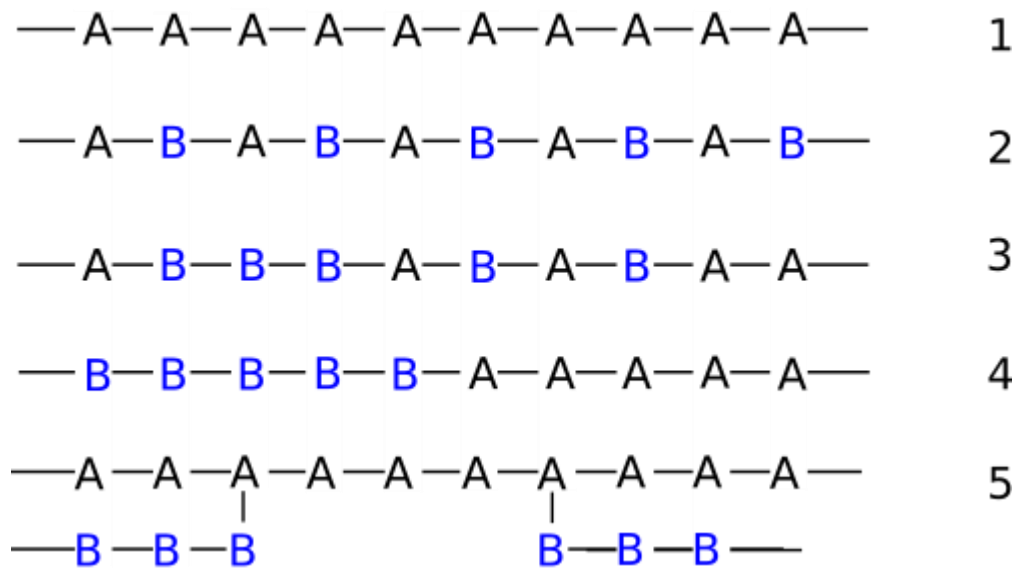 A A A A A A A A A A 1
A B A B A B A B A B 2
A B B B A B A B A A 3
B B B B B A A A A A 4
A A A A A A A A A A 5
B B B B B B